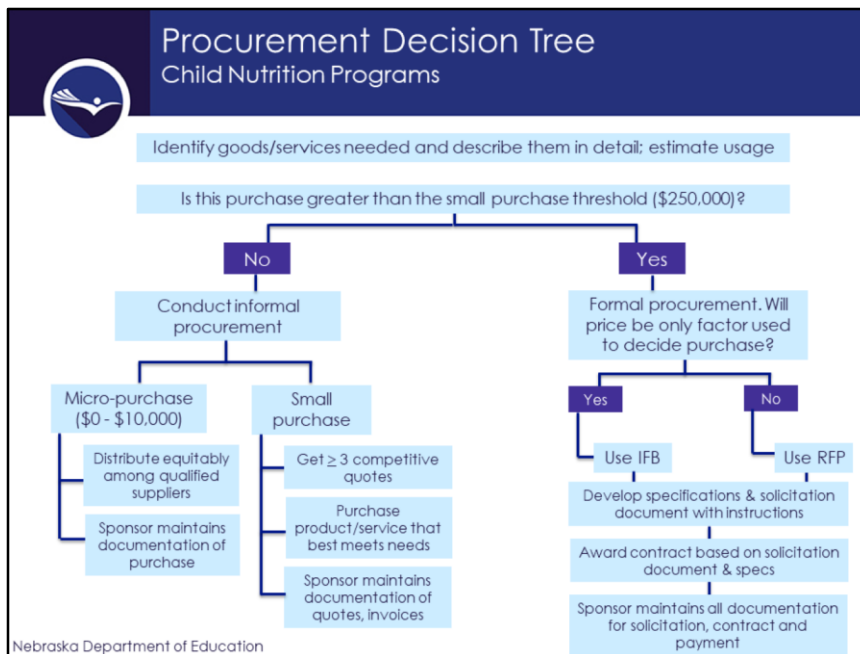 Procurement Decision Tree
Child Nutrition Programs
Identify goods/services needed and describe them in detail; estimate usage
Is this purchase greater than the small purchase threshold ($250,000)?
No
Yes
Conduct informal
procurement
Formal procurement. Will
price be only factor used
to decide purchase?
Micro-purchase
($0 - $10,000)
Small
purchase
Yes
No
Distribute equitably
among qualified
suppliers
Get ≥ 3 competitive
quotes
Use IFB
Use RFP
Sponsor maintains
documentation of
purchase
Purchase
product/service that
best meets needs
Develop specifications & solicitation
document with instructions
Sponsor maintains
documentation of
quotes, invoices
Award contract based on solicitation
document & specs
Sponsor maintains all documentation
for solicitation, contract and
payment
Nebraska Department of Education